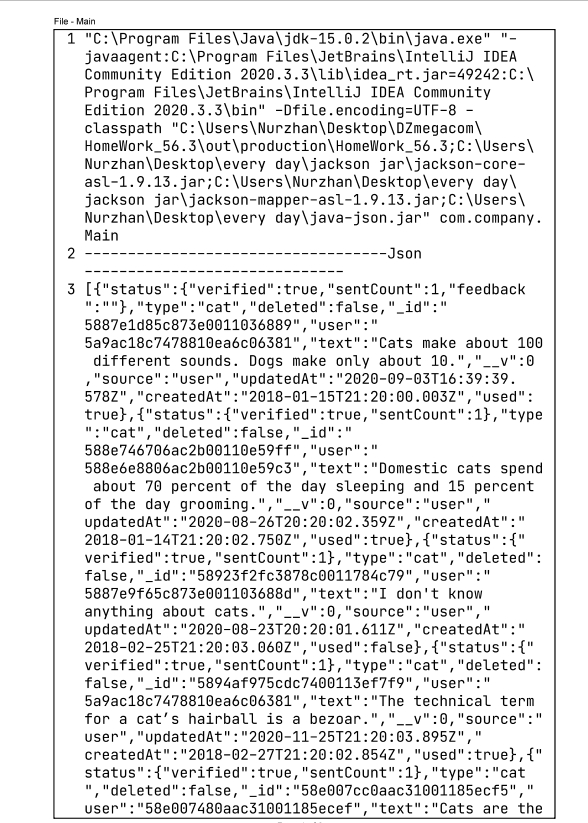 File - Main
1 "C:\Program Files\Java\jdk-15.0.2\bin\java.exe" "-
javaagent:C:\Program Files\JetBrains\IntelliJ IDEA
Community Edition 2020.3.3\lib\idea_rt.jar=49242:C:\
Program Files\JetBrains\IntelliJ IDEA Community
Edition 2020.3.3\bin" -Dfile.encoding=UTF-8 -
classpath "C:\Users\Nurzhan\Desktop\DZmegacom\
HomeWork_56.3\out\production\HomeWork_56.3;C:\Users\
Nurzhan\Desktop\every day\jackson jar\jackson-core-
asl-1.9.13.jar;C:\Users\Nurzhan\Desktop\every day\
jackson jar\jackson-mapper-asl-1.9.13.jar;C:\Users\
Nurzhan\Desktop\every day\java-json.jar" com.company.
Main
2 -----------------------------------Json
------------------------------
3 [{"status":{"verified":true,"sentCount":1,"feedback
":""},"type":"cat","deleted":false,"_id":"
5887e1d85c873e0011036889","user":"
5a9ac18c7478810ea6c06381","text":"Cats make about 100
different sounds. Dogs make only about 10.","__v":0
,"source":"user","updatedAt":"2020-09-03T16:39:39.
578Z","createdAt":"2018-01-15T21:20:00.003Z","used":
true},{"status":{"verified":true,"sentCount":1},"type
":"cat","deleted":false,"_id":"
588e746706ac2b00110e59ff","user":"
588e6e8806ac2b00110e59c3","text":"Domestic cats spend
about 70 percent of the day sleeping and 15 percent
of the day grooming.","__v":0,"source":"user","
updatedAt":"2020-08-26T20:20:02.359Z","createdAt":"
2018-01-14T21:20:02.750Z","used":true},{"status":{"
verified":true,"sentCount":1},"type":"cat","deleted":
false,"_id":"58923f2fc3878c0011784c79","user":"
5887e9f65c873e001103688d","text":"I don't know
anything about cats.","__v":0,"source":"user","
updatedAt":"2020-08-23T20:20:01.611Z","createdAt":"
2018-02-25T21:20:03.060Z","used":false},{"status":{"
verified":true,"sentCount":1},"type":"cat","deleted":
false,"_id":"5894af975cdc7400113ef7f9","user":"
5a9ac18c7478810ea6c06381","text":"The technical term
for a cat’s hairball is a bezoar.","__v":0,"source":"
user","updatedAt":"2020-11-25T21:20:03.895Z","
createdAt":"2018-02-27T21:20:02.854Z","used":true},{"
status":{"verified":true,"sentCount":1},"type":"cat
","deleted":false,"_id":"58e007cc0aac31001185ecf5","
user":"58e007480aac31001185ecef","text":"Cats are the